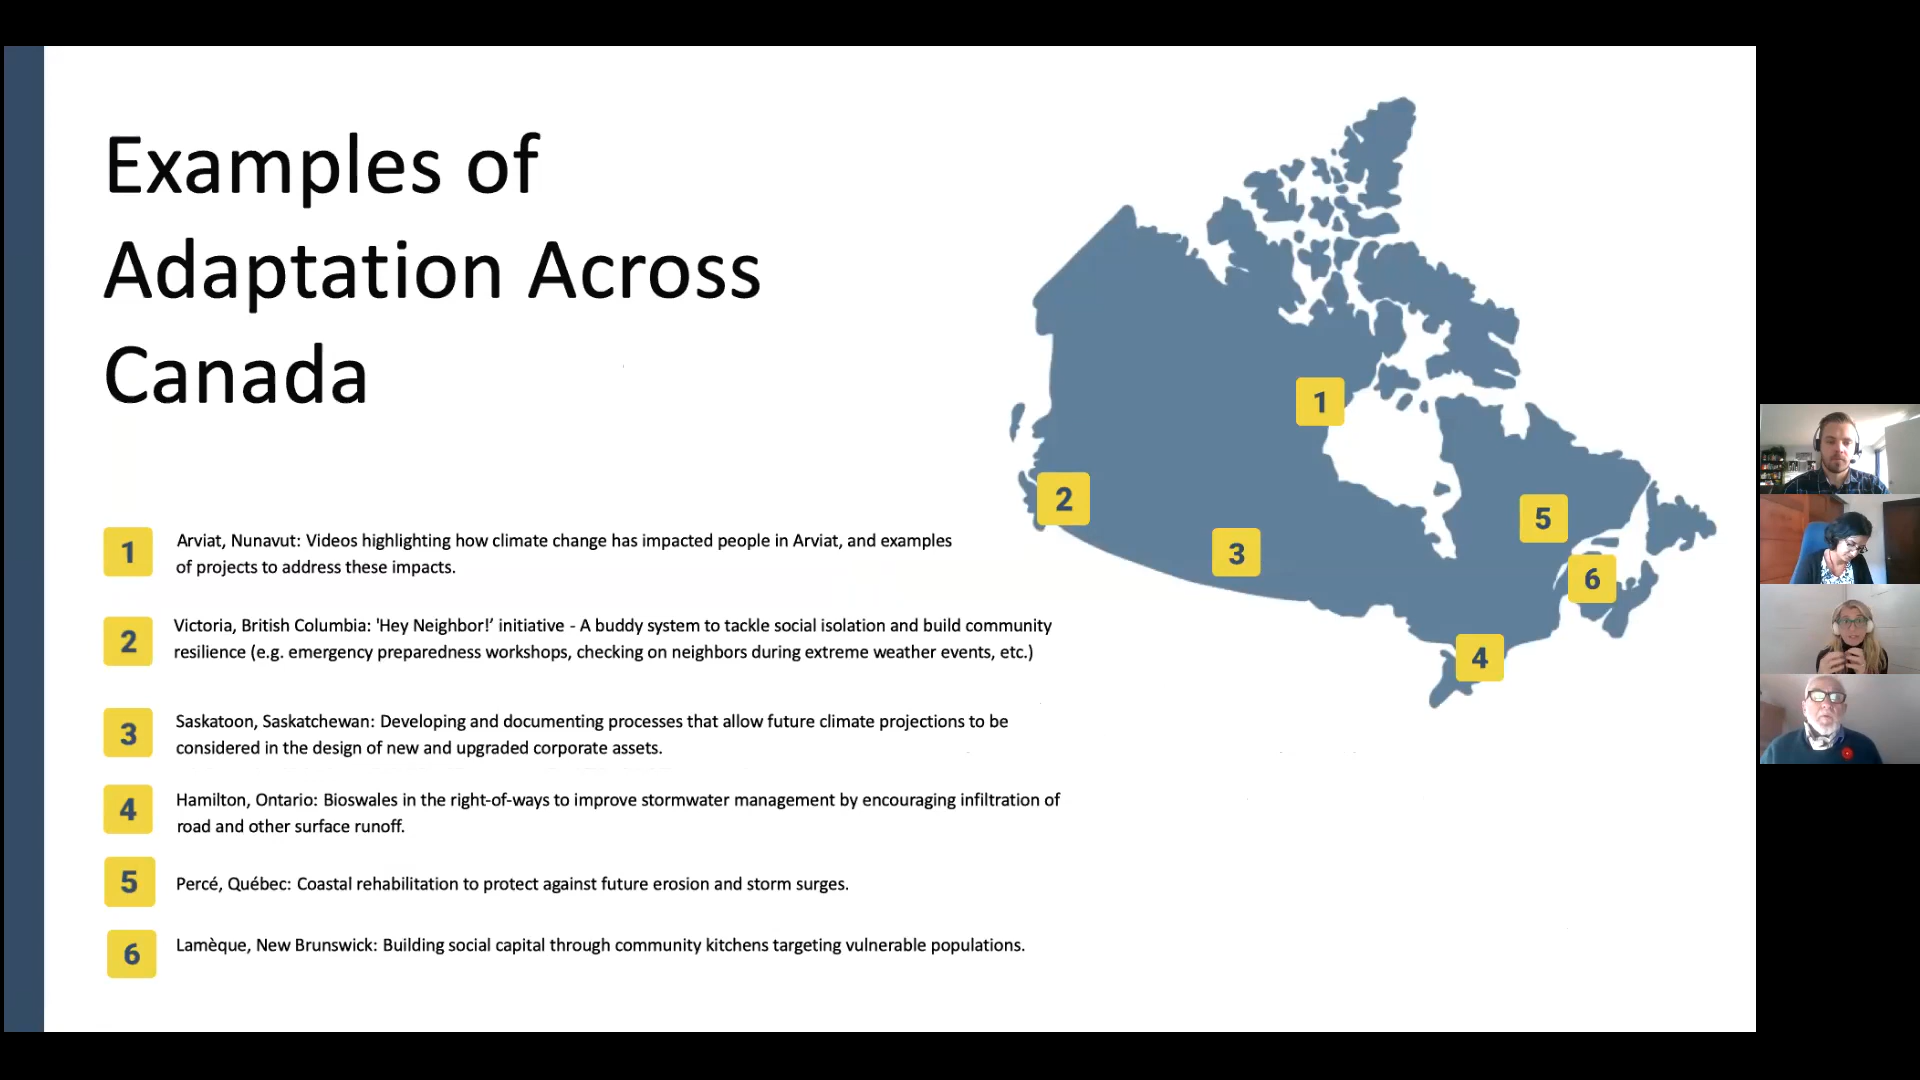 Examples of
Adaptation Across
Canada
1
Arviat, Nunavut: Videos highlighting how climate change has impacted people in Arviat, and examples
of projects to address these impacts.
2
Victoria, British Columbia: 'Hey Neighbor!’ initiative - A buddy system to tackle social isolation and build community
resilience (e.g. emergency preparedness workshops, checking on neighbors during extreme weather events, etc.)
3
Saskatoon, Saskatchewan: Developing and documenting processes that allow future climate projections to be
considered in the design of new and upgraded corporate assets.
4
Hamilton, Ontario: Bioswales in the right-of-ways to improve stormwater management by encouraging infiltration of
road and other surface runoff.
5
Percé, Québec: Coastal rehabilitation to protect against future erosion and storm surges.
6
Lamèque, New Brunswick: Building social capital through community kitchens targeting vulnerable populations.
1
2
3
5
6
4